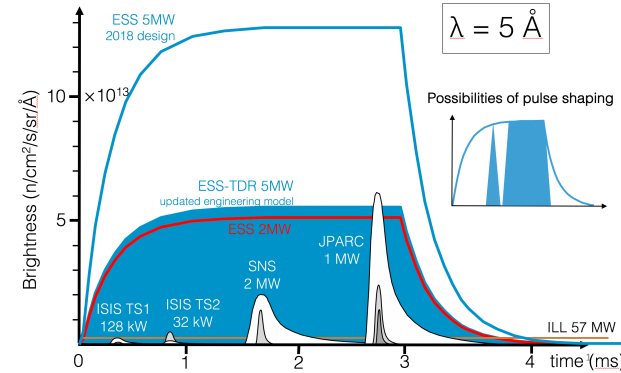 ESS 5MW
2018 design
λ = 5 Å
10
×10¹³
Brightness (n/cm²/s/sr/Å)
Possibilities of pulse shaping
ESS-TDR 5MW
updated engineering model
5
ESS 2MW
JPARC
1 MW
SNS
2 MW
ISIS TS1
128 kW
ISIS TS2
32 kW
ILL 57 MW
0
1
2
3
4
time (ms)